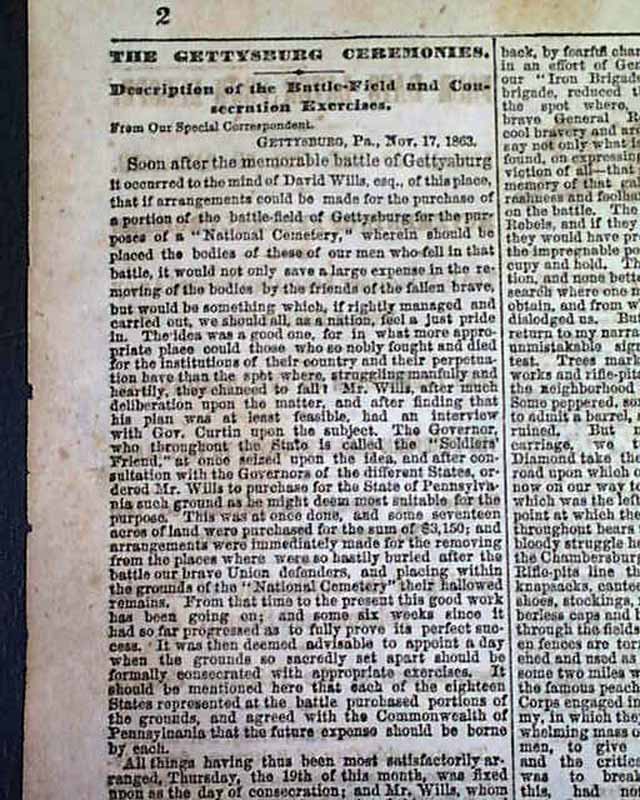 2
THE GETTYSBURG CEREMONIES.
Description of the Battle-Field and Con-
secration Exercises.
From Our Special Correspondent.
GETTYSBURG, Pa., Nov. 17, 1863.
Soon after the memorable battle of Gettysburg
it occurred to the mind of David Wills, esq., of this place,
that if arrangements could be made for the purchase of
a portion of the battle-field of Gettysburg for the pur-
poses of a "National Cemetery," wherein should be
placed the bodies of these of our men who fell in that
battle, it would not only save a large expense in the re-
moving of the bodies by the friends of the fallen brave,
but would be something which, if rightly managed and
carried out, we should all, as a nation, feel a just pride
in. The idea was a good one, for in what more appro-
priate place could those who so nobly fought and died
for the institutions of their country and their perpetua-
tion have than the spot where, struggling manfully and
heartily, they chanced to fall! Mr. Wills, after much
deliberation upon the matter, and after finding that
his plan was at least feasible, had an interview
with Gov. Curtin upon the subject. The Governor,
who throughout the State is called the "Soldiers'
Friend," at once seized upon the idea, and after con-
sultation with the Governors of the different States, or-
dered Mr. Wills to purchase for the State of Pennsylva-
nia such ground as he might deem most suitable for the
purpose. This was at once done, and some seventeen
acres of land were purchased for the sum of $3,150; and
arrangements were immediately made for the removing
from the places where were so hastily buried after the
battle our brave Union defenders, and placing within
the grounds of the "National Cemetery" their hallowed
remains. From that time to the present this good work
has been going on; and some six weeks since it
had so far progressed as to fully prove its perfect suc-
cess. It was then deemed advisable to appoint a day
when the grounds so sacredly set apart should be
formally consecrated with appropriate exercises. It
should be mentioned here that each of the eighteen
States represented at the battle purchased portions of
the grounds, and agreed with the Commonwealth of
Pennsylnania that the future expense should be borne
by each.
All things having thus been most satisfactorily ar-
ranged, Thursday, the 19th of this month, was fixed
upon as the day of consecration; and Mr. Wills, whom
back, by fearful
in an effort of
our "Iron
brigade, reduced
the spot where,
brave General
cool bravery and
say not only what
found, on expressing
viction of all—that
memory of that
rashness and
on the battle. The
Rebels, and if they
they would have
the impregnable
cupy and hold.
tion, and none
search where one
obtain, and from
dislodged us. But
return to my
unmistakable
test. Trees
works and
the neighborhood
Some peppered,
to admit a barrel,
ruined. But
carriage, we
Diamond take the
road upon which
now on our way
which was the
point at which the
throughout bears
bloody struggle
the Chambersburg
Rifle-pits line
knapsacks,
shoes, stockings,
berless caps and
through the fields
en fences are
ched and used as
some two miles
the famous peach
Corps engaged in
my, in which the
whelming mass
men, to give
and the
was to
this, had